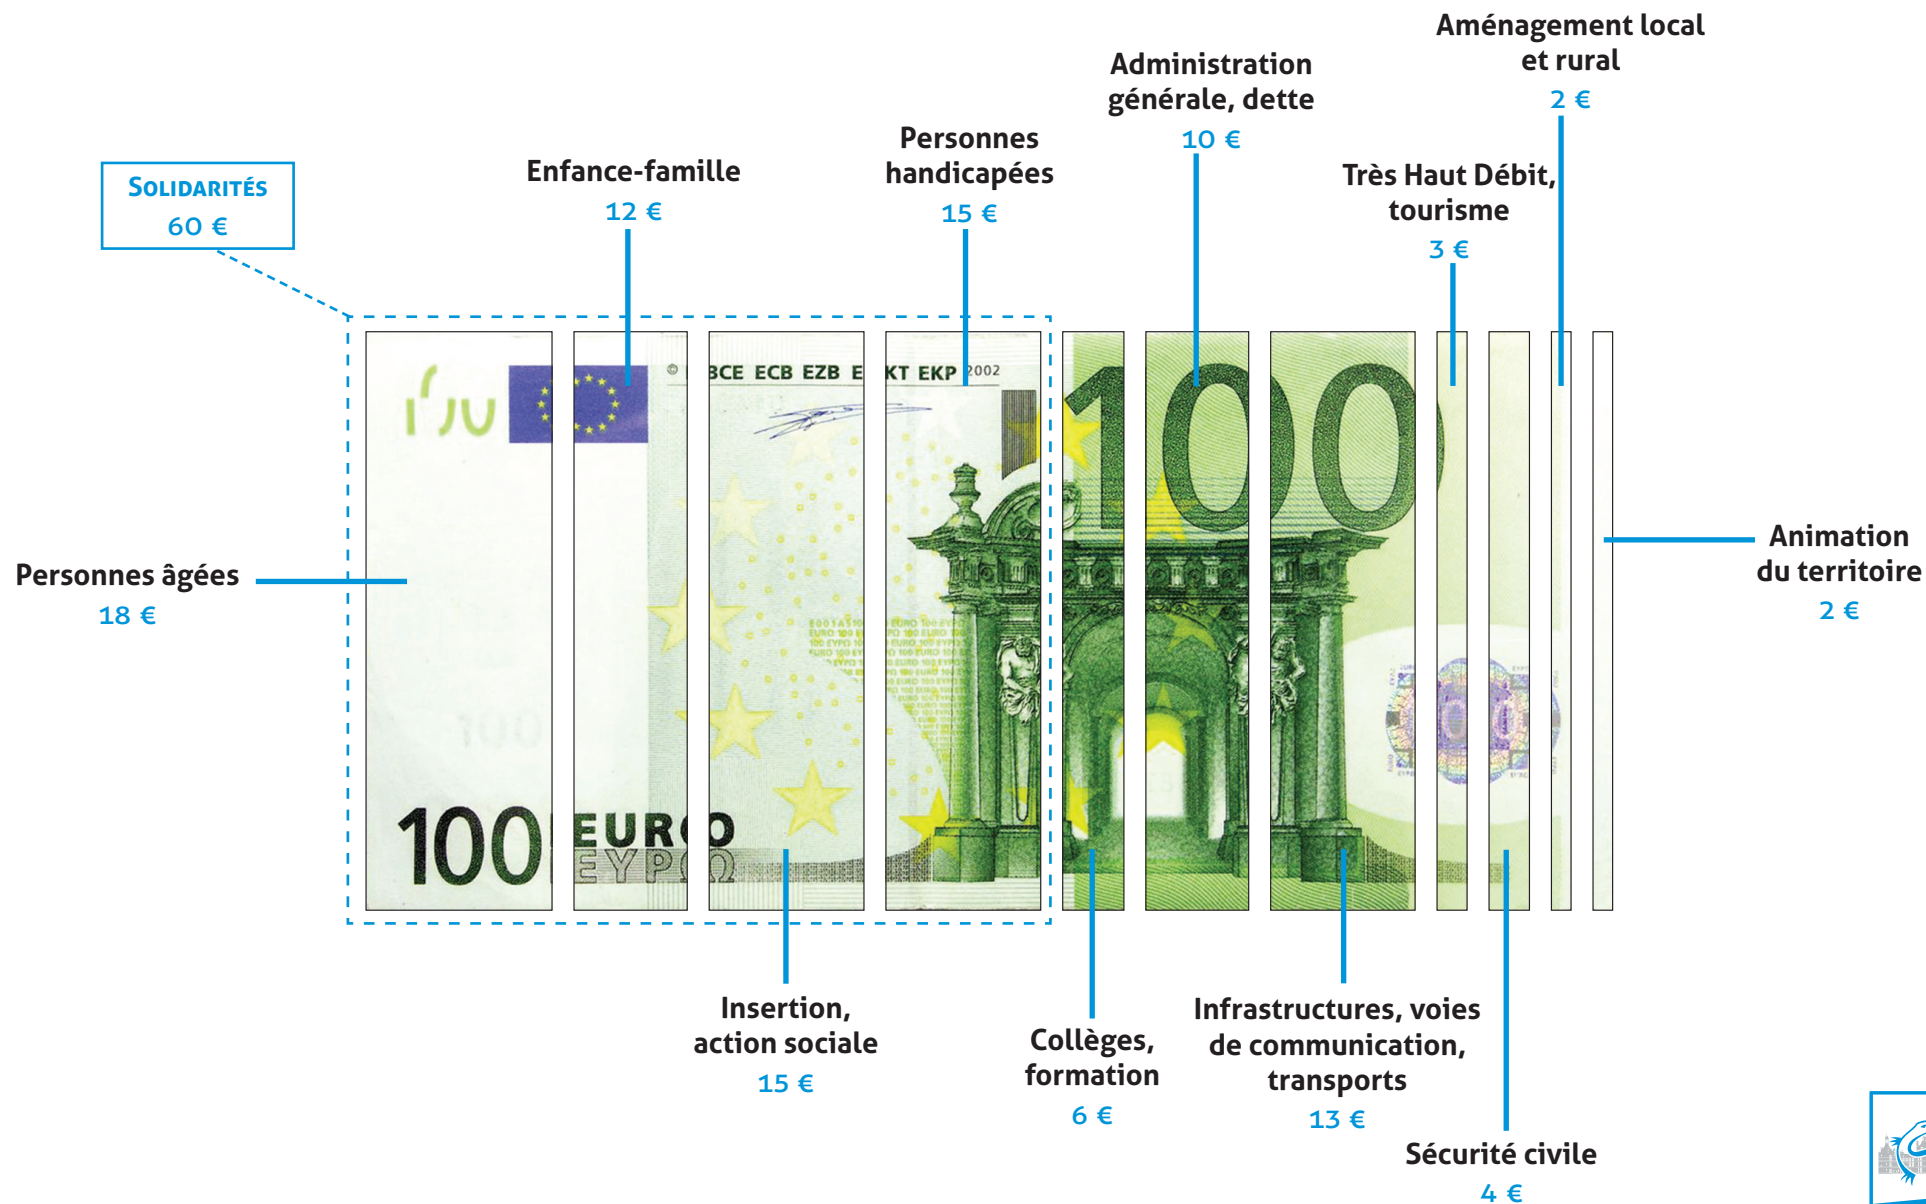 Aménagement local
et rural
2 €
Administration
générale, dette
10 €
Personnes
handicapées
15 €
Enfance-famille
12 €
Très Haut Débit,
tourisme
3 €
Solidarités
60 €
© BCE ECB EZB EKT EKP 2002
100
Personnes âgées
18 €
Animation
du territoire
2 €
100 EURO
ΕΥΡΩ
Insertion,
action sociale
15 €
Collèges,
formation
6 €
Infrastructures, voies
de communication,
transports
13 €
Sécurité civile
4 €